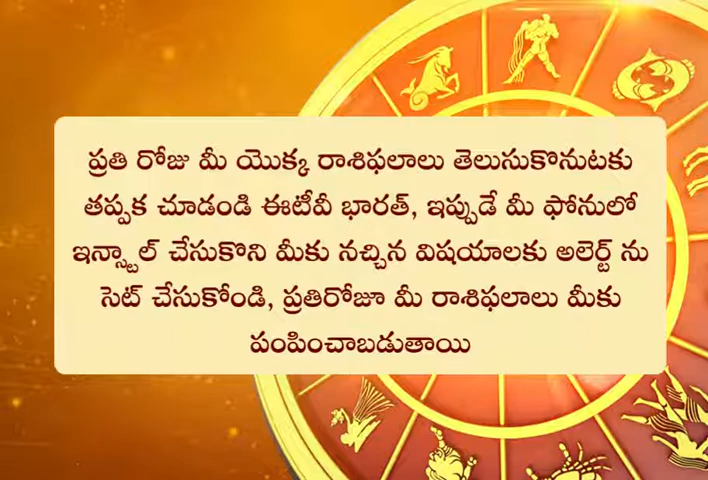 ప్రతి రోజు మీ యొక్క రాశిఫలాలు తెలుసుకొనుటకు
తప్పక చూడండి ఈటీవీ భారత్, ఇప్పుడే మీ ఫోనులో
ఇన్స్టాల్ చేసుకొని మీకు నచ్చిన విషయాలకు అలెర్ట్ ను
సెట్ చేసుకోండి, ప్రతిరోజూ మీ రాశిఫలాలు మీకు
పంపించాబడుతాయి